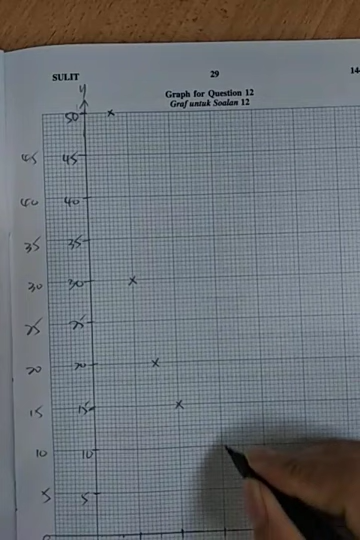 SULIT 29 14
Graph for Question 12
Graf untuk Soalan 12
y
50
45 45
40 40
35 35
30 30
25 25
20 20
15 15
10 10
5 5